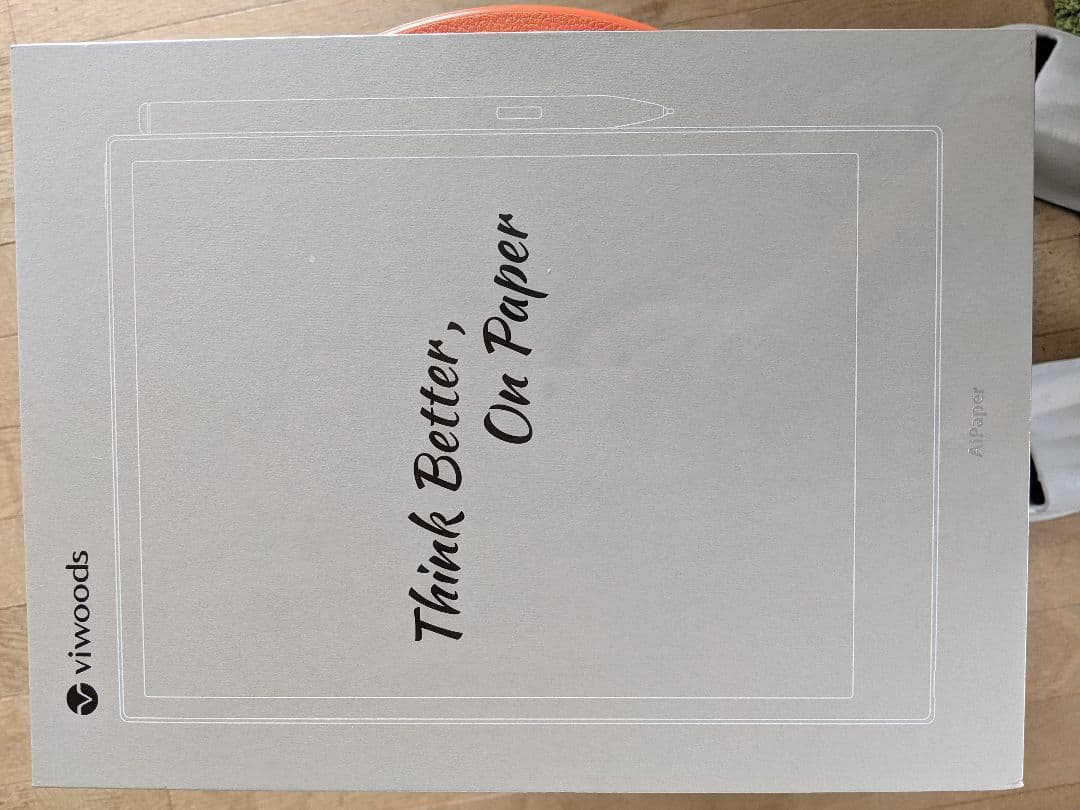 viwoods
Think Better,
On Paper
AiPaper